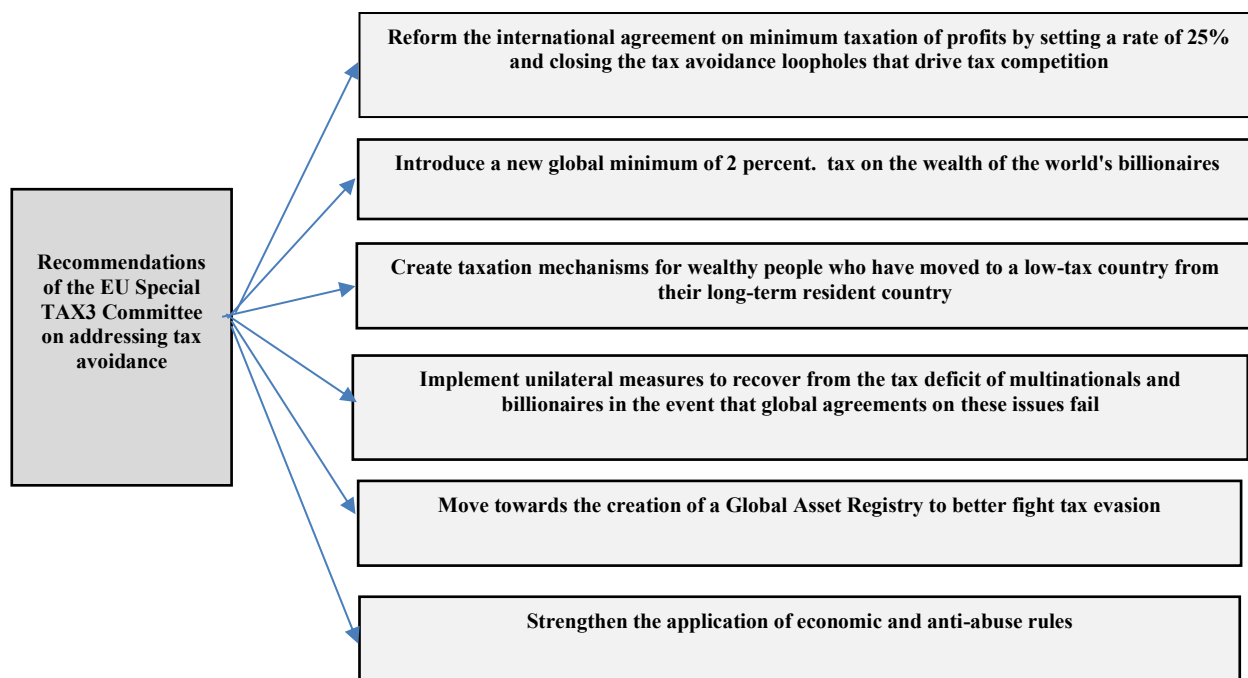 Reform the international agreement on minimum taxation of profits by setting a rate of 25%
and closing the tax avoidance loopholes that drive tax competition
Introduce a new global minimum of 2 percent. tax on the wealth of the world's billionaires
Recommendations
of the EU Special
TAX3 Committee
on addressing tax
avoidance
Create taxation mechanisms for wealthy people who have moved to a low-tax country from
their long-term resident country
Implement unilateral measures to recover from the tax deficit of multinationals and
billionaires in the event that global agreements on these issues fail
Move towards the creation of a Global Asset Registry to better fight tax evasion
Strengthen the application of economic and anti-abuse rules